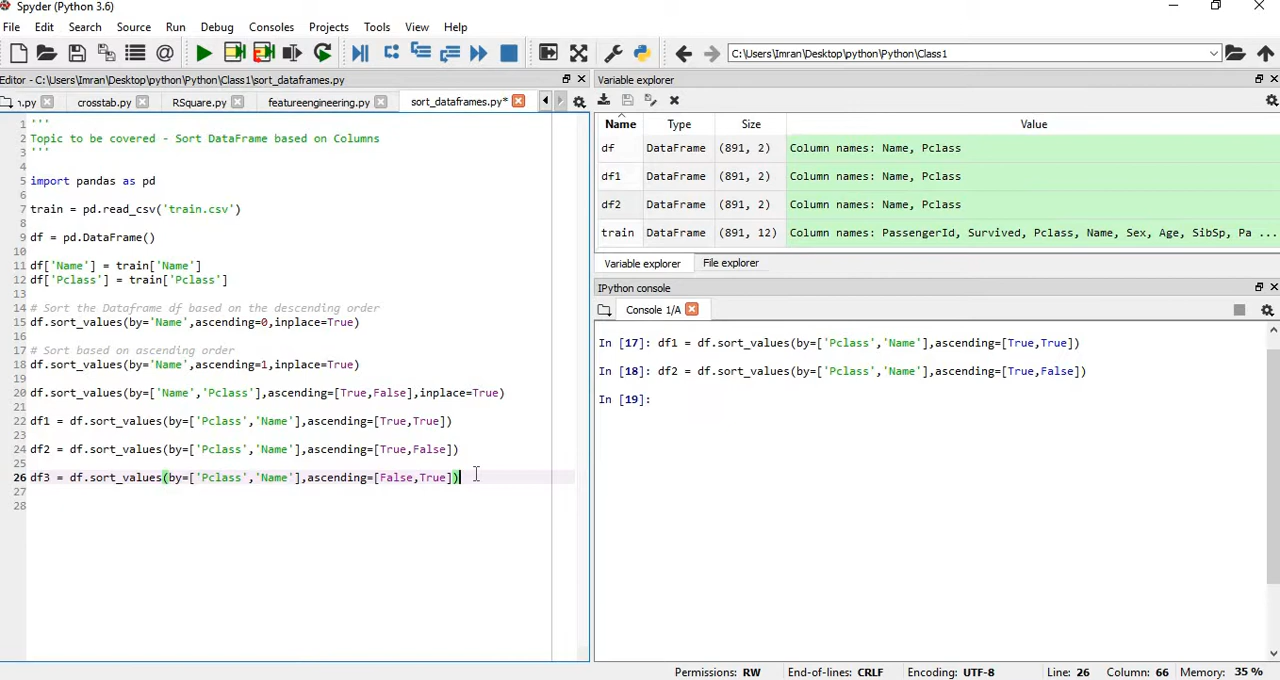 Spyder (Python 3.6)
File Edit Search Source Run Debug Consoles Projects Tools View Help
C:\Users\Imran\Desktop\python\Python\Class1
Editor - C:\Users\Imran\Desktop\python\Python\Class1\sort_dataframes.py
n.py crosstab.py RSquare.py featureengineering.py sort_dataframes.py*
1 '''
2 Topic to be covered - Sort DataFrame based on Columns
3 '''
4
5 import pandas as pd
6
7 train = pd.read_csv('train.csv')
8
9 df = pd.DataFrame()
10
11 df['Name'] = train['Name']
12 df['Pclass'] = train['Pclass']
13
14 # Sort the Dataframe df based on the descending order
15 df.sort_values(by='Name',ascending=0,inplace=True)
16
17 # Sort based on ascending order
18 df.sort_values(by='Name',ascending=1,inplace=True)
19
20 df.sort_values(by=['Name','Pclass'],ascending=[True,False],inplace=True)
21
22 df1 = df.sort_values(by=['Pclass','Name'],ascending=[True,True])
23
24 df2 = df.sort_values(by=['Pclass','Name'],ascending=[True,False])
25
26 df3 = df.sort_values(by=['Pclass','Name'],ascending=[False,True])
27
28
Variable explorer
Name Type Size Value
df DataFrame (891, 2) Column names: Name, Pclass
df1 DataFrame (891, 2) Column names: Name, Pclass
df2 DataFrame (891, 2) Column names: Name, Pclass
train DataFrame (891, 12) Column names: PassengerId, Survived, Pclass, Name, Sex, Age, SibSp, Pa ...
Variable explorer File explorer
IPython console
Console 1/A
In [17]: df1 = df.sort_values(by=['Pclass','Name'],ascending=[True,True])
In [18]: df2 = df.sort_values(by=['Pclass','Name'],ascending=[True,False])
In [19]:
Permissions: RW End-of-lines: CRLF Encoding: UTF-8 Line: 26 Column: 66 Memory: 35 %